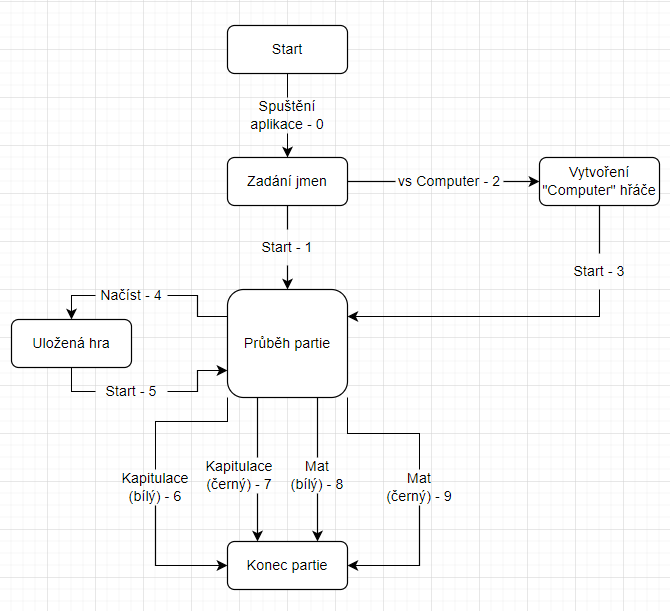 Start
Spuštění
aplikace - 0
Zadání jmen
vs Computer - 2
Vytvoření
"Computer" hřáče
Start - 1
Start - 3
Načíst - 4
Uložená hra
Průběh partie
Start - 5
Kapitulace
(bílý) - 6
Kapitulace
(černý) - 7
Mat
(bílý) - 8
Mat
(černý) - 9
Konec partie